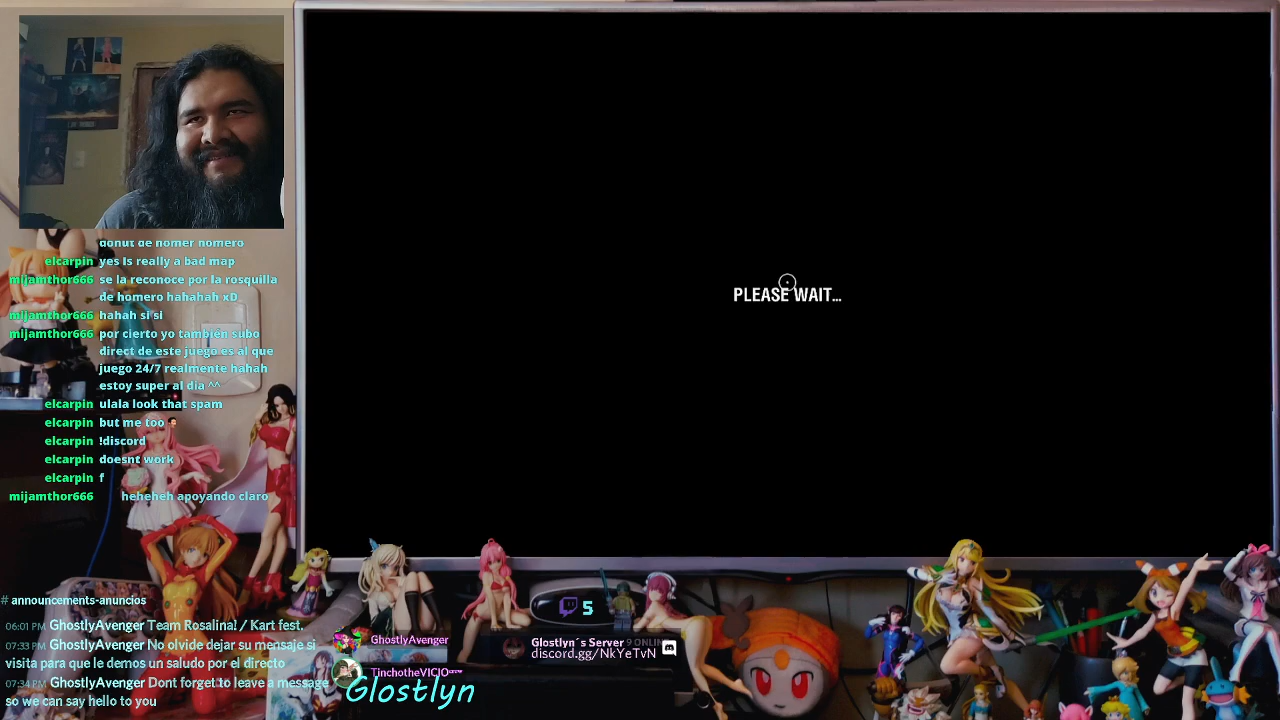 donut de homer homero
elcarpin yes is really a bad map
mijamthor666 se la reconoce por la rosquilla
de homero hahahah xD
mijamthor666 hahah si si
mijamthor666 por cierto yo también subo
direct de este juego es al que
juego 24/7 realmente hahah
estoy super al dia ^^
elcarpin ulala look that spam
elcarpin but me too
elcarpin !discord
elcarpin doesnt work
elcarpin f
mijamthor666 heheheh apoyando claro
PLEASE WAIT...
# announcements-anuncios
06:01 PM GhostlyAvenger Team Rosalina! / Kart fest.
07:33 PM GhostlyAvenger No olvide dejar su mensaje si
visita para que le demos un saludo por el directo
07:34 PM GhostlyAvenger Dont forget to leave a message
so we can say hello to you
GhostlyAvenger
TinchotheVICIO
Glostlyn
5
Glostlyn´s Server 9 ONLINE
discord.gg/NkYeTvN